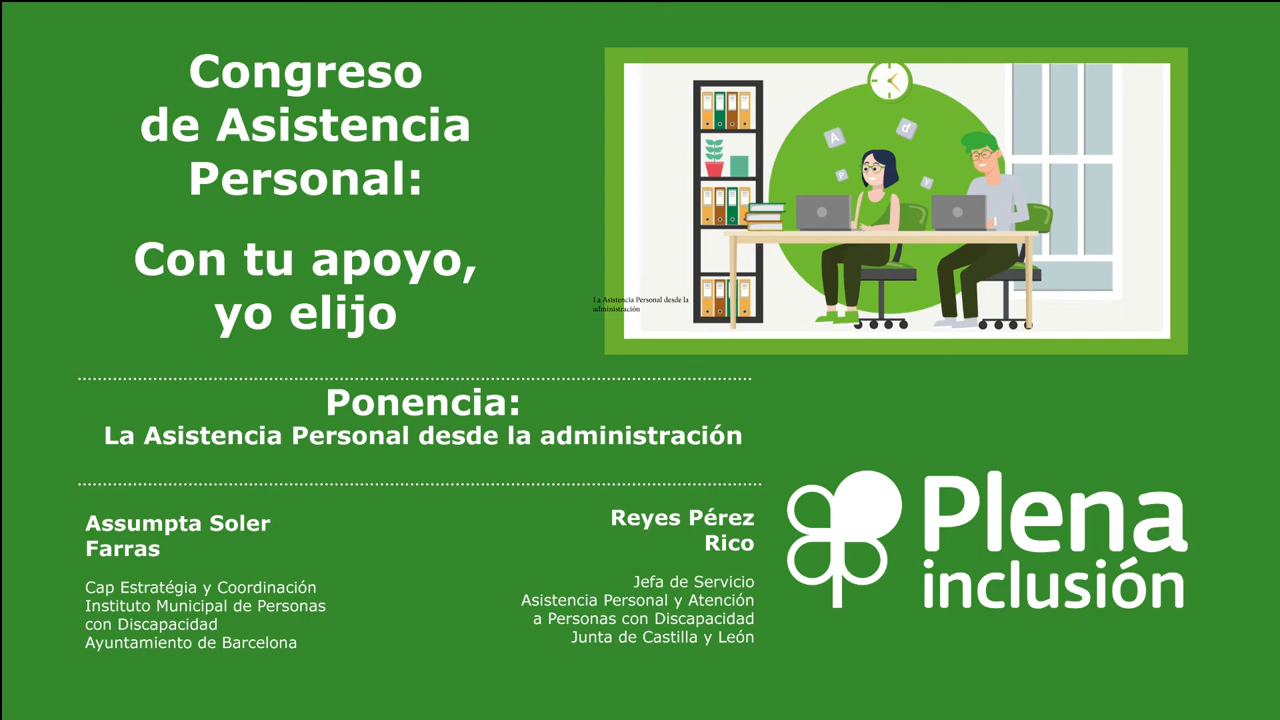 Congreso
de Asistencia
Personal:
Con tu apoyo,
yo elijo
A
d
P
Y
La Asistencia Personal desde la
administración
Ponencia:
La Asistencia Personal desde la administración
Assumpta Soler
Farras
Cap Estratégia y Coordinación
Instituto Municipal de Personas
con Discapacidad
Ayuntamiento de Barcelona
Reyes Pérez
Rico
Jefa de Servicio
Asistencia Personal y Atención
a Personas con Discapacidad
Junta de Castilla y León
Plena
inclusión